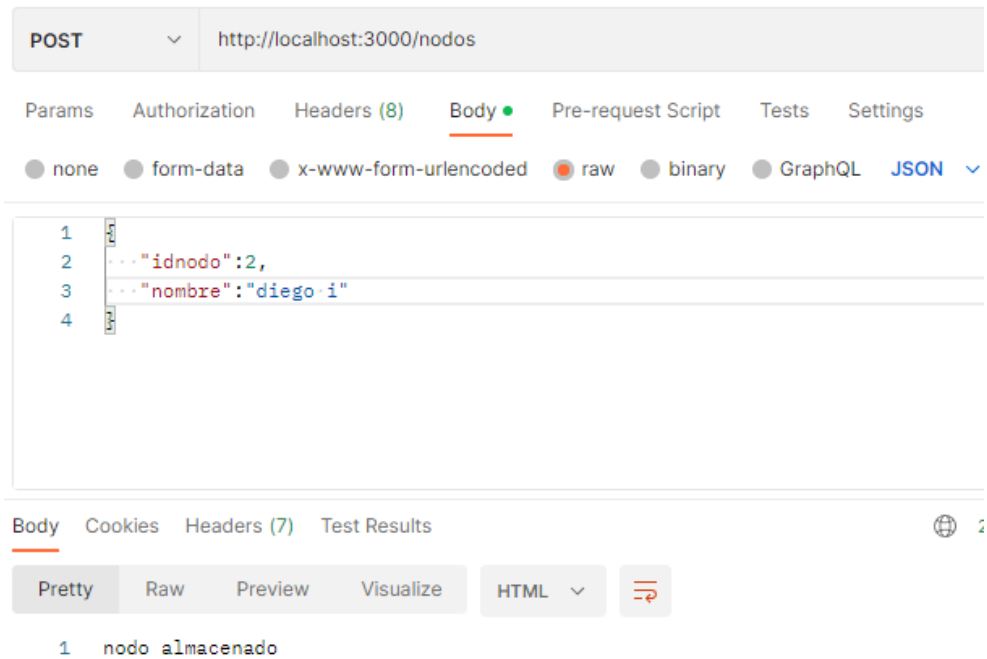 POST http://localhost:3000/nodos
Params Authorization Headers (8) Body Pre-request Script Tests Settings
none form-data x-www-form-urlencoded raw binary GraphQL JSON
1 {
2 "idnodo":2,
3 "nombre":"diego i"
4 }
Body Cookies Headers (7) Test Results 2
Pretty Raw Preview Visualize HTML
1 nodo almacenado